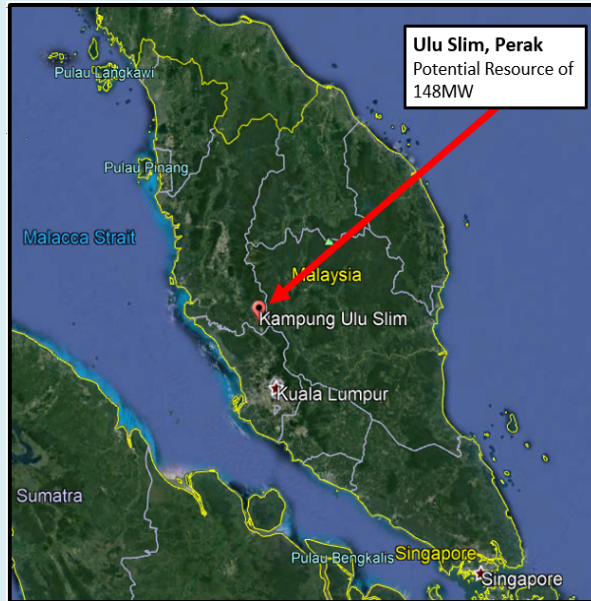 Ulu Slim, Perak
Potential Resource of
148MW
Pulau Langkawi
Pulau Pinang
Malacca Strait
Malaysia
Kampung Ulu Slim
Kuala Lumpur
Sumatra
Pulau Bengkalis
Singapore
Singapore